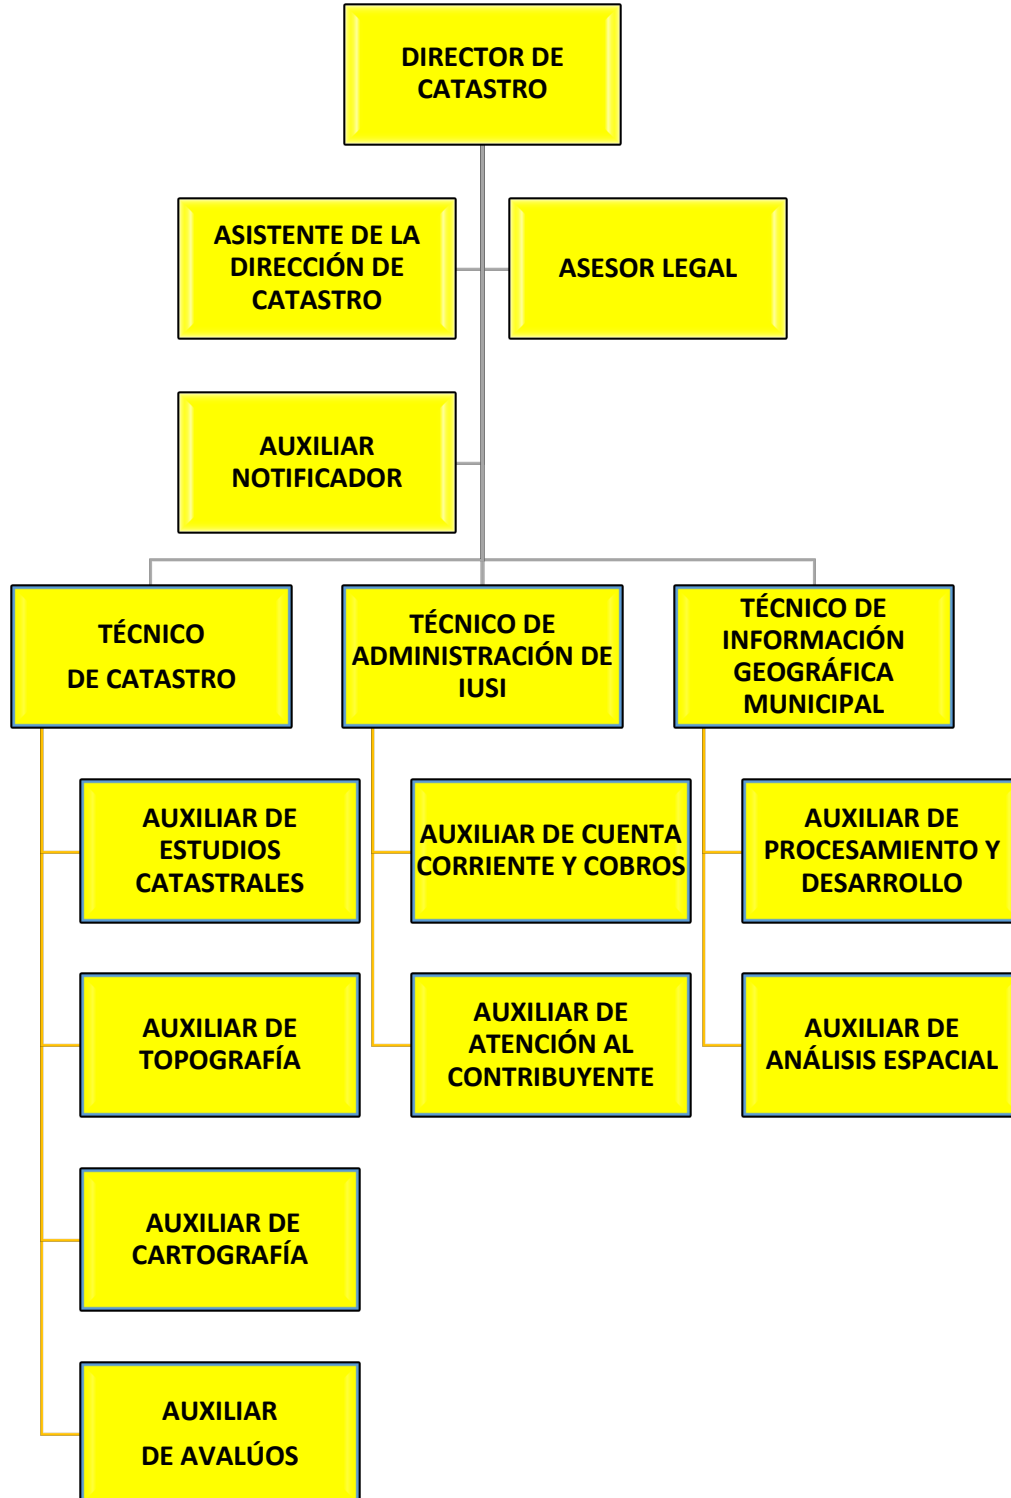 DIRECTOR DE
CATASTRO
ASISTENTE DE LA
DIRECCIÓN DE
CATASTRO
ASESOR LEGAL
AUXILIAR
NOTIFICADOR
TÉCNICO
DE CATASTRO
TÉCNICO DE
ADMINISTRACIÓN DE
IUSI
TÉCNICO DE
INFORMACIÓN
GEOGRÁFICA
MUNICIPAL
AUXILIAR DE
ESTUDIOS
CATASTRALES
AUXILIAR DE CUENTA
CORRIENTE Y COBROS
AUXILIAR DE
PROCESAMIENTO Y
DESARROLLO
AUXILIAR DE
TOPOGRAFÍA
AUXILIAR DE
ATENCIÓN AL
CONTRIBUYENTE
AUXILIAR DE
ANÁLISIS ESPACIAL
AUXILIAR DE
CARTOGRAFÍA
AUXILIAR
DE AVALÚOS